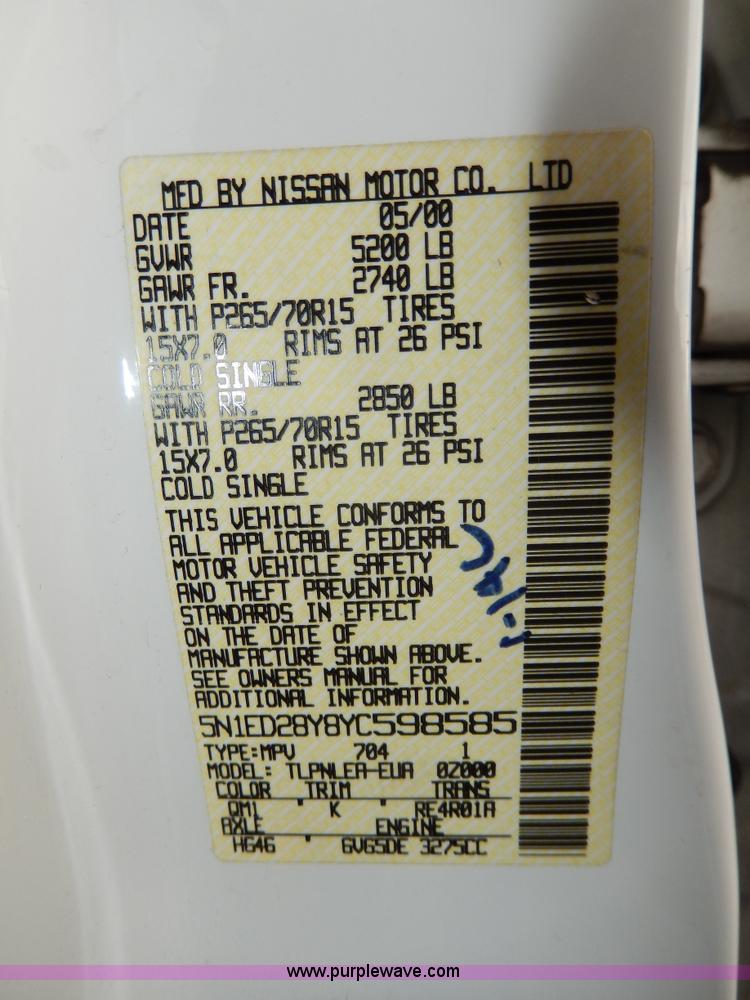 MFD BY NISSAN MOTOR CO. LTD
DATE 05/00
GVWR 5200 LB
GAWR FR. 2740 LB
WITH P265/70R15 TIRES
15X7.0 RIMS AT 26 PSI
COLD SINGLE
GAWR RR. 2850 LB
WITH P265/70R15 TIRES
15X7.0 RIMS AT 26 PSI
COLD SINGLE
THIS VEHICLE CONFORMS TO
ALL APPLICABLE FEDERAL
MOTOR VEHICLE SAFETY
AND THEFT PREVENTION
STANDARDS IN EFFECT
ON THE DATE OF
MANUFACTURE SHOWN ABOVE.
SEE OWNERS MANUAL FOR
ADDITIONAL INFORMATION.
5N1ED28Y8YC598585
TYPE:MPV 704 1
MODEL: TLPNLEA-EUA 0Z000
COLOR TRIM TRANS
QM1 ' K ' RE4R01A
AXLE ENGINE
HG46 ' GVG5DE 3275CC
www.purplewave.com